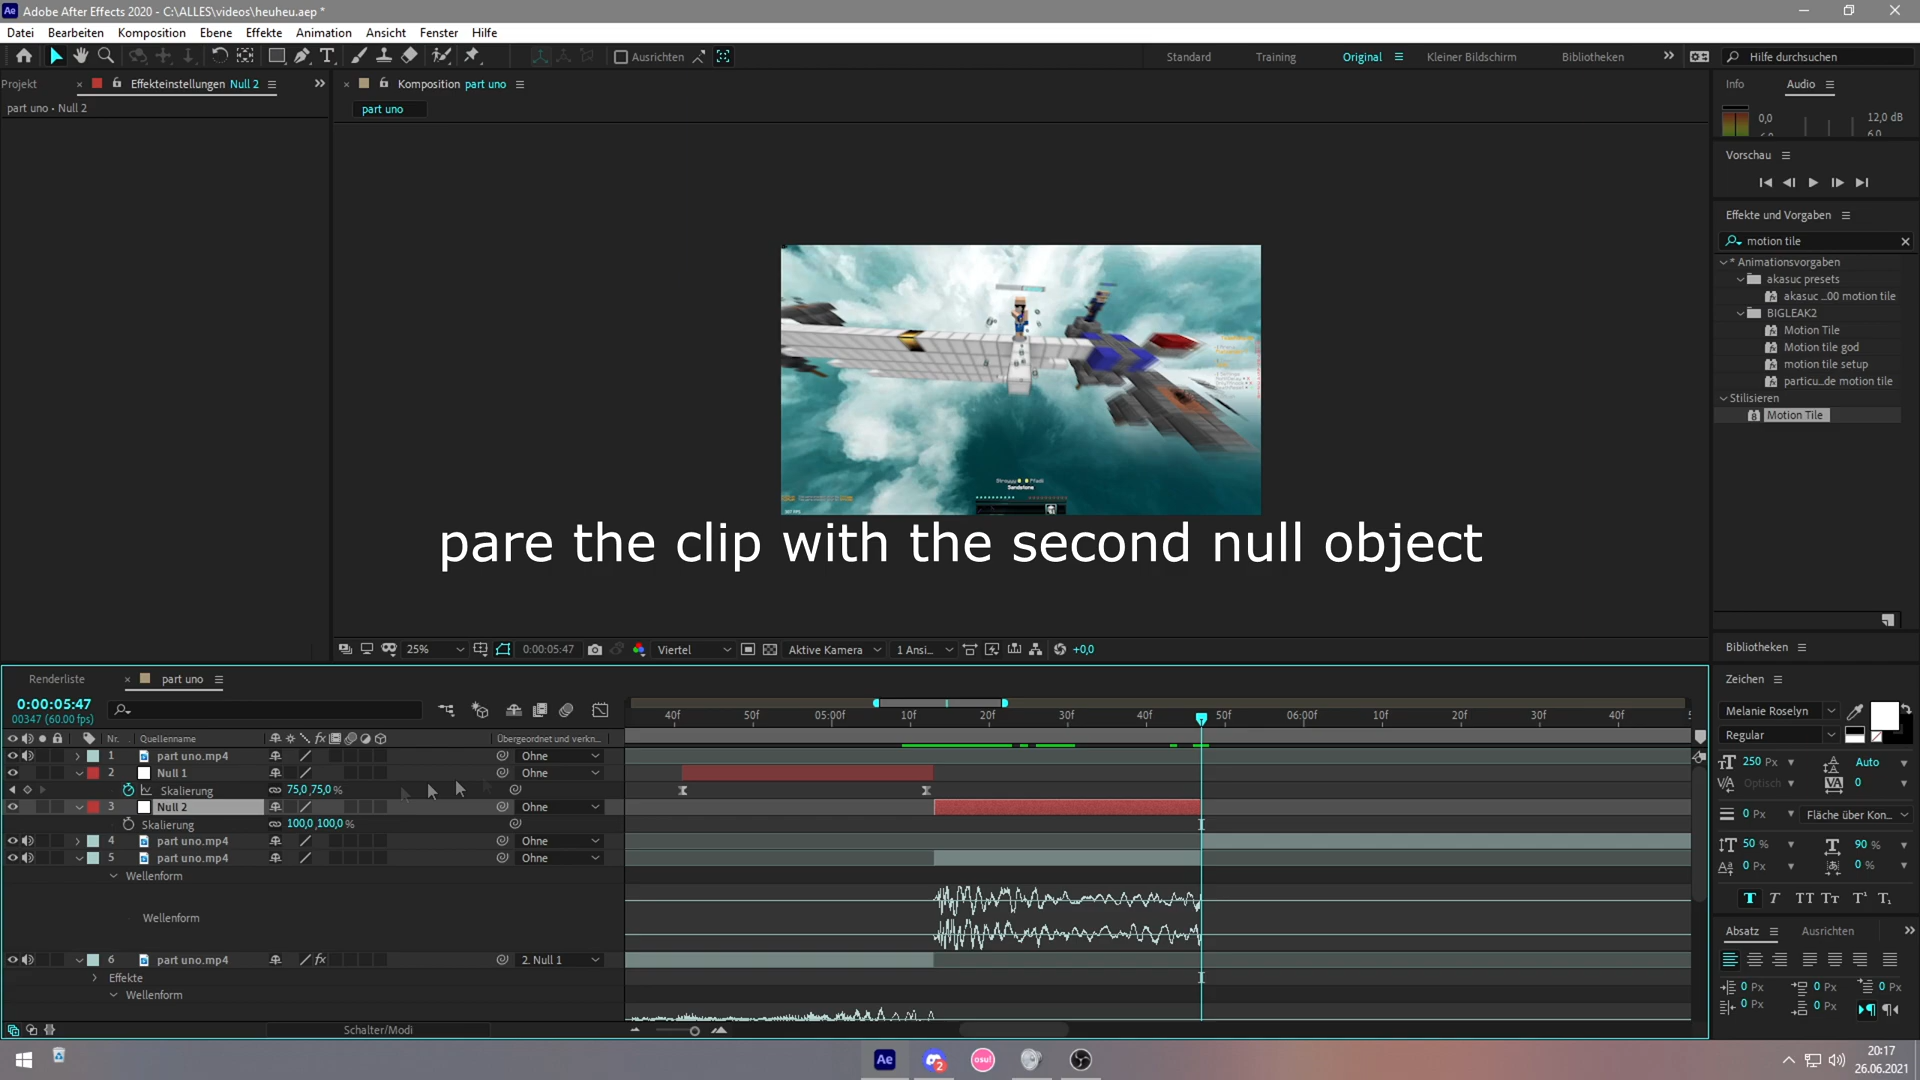 Adobe After Effects 2020 - C:\ALLES\videos\heuheu.aep *
Datei Bearbeiten Komposition Ebene Effekte Animation Ansicht Fenster Hilfe
Ausrichten
Standard Training Original Kleiner Bildschirm Bibliotheken
Hilfe durchsuchen
Projekt
Effekteinstellungen Null 2
part uno • Null 2
Komposition part uno
part uno
Info Audio
0,0 12,0 dB
Vorschau
Effekte und Vorgaben
motion tile
* Animationsvorgaben
akasuc presets
akasuc ...00 motion tile
BIGLEAK2
Motion Tile
Motion tile god
motion tile setup
particu...de motion tile
Stilisieren
Motion Tile
pare the clip with the second null object
25% 0:00:05:47 Viertel Aktive Kamera 1 Ansi... +0,0
Renderliste part uno
0:00:05:47
00347 (60.00 fps)
40f 50f 05:00f 10f 20f 30f 40f 50f 06:00f 10f 20f 30f 40f 5
Nr. Quellenname Übergeordnet und verkn...
1 part uno.mp4 Ohne
2 Null 1 Ohne
Skalierung 75,0,75,0%
3 Null 2 Ohne
Skalierung 100,0,100,0%
4 part uno.mp4 Ohne
5 part uno.mp4 Ohne
Wellenform
Wellenform
6 part uno.mp4 2. Null 1
Effekte
Wellenform
Schalter/Modi
Bibliotheken
Zeichen
Melanie Roselyn
Regular
250 Px Auto
Metrisch 0
0 Px Fläche über Kon...
50 % 90 %
0 Px 0 %
Absatz Ausrichten
0 Px 0 Px 0 Px
0 Px 0 Px
20:17
26.06.2021